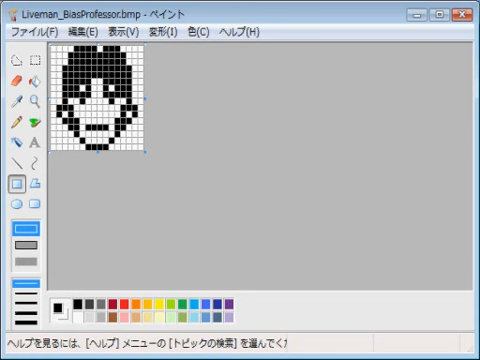 Liveman_BiasProfessor.bmp - ペイント
ファイル(F) 編集(E) 表示(V) 変形(I) 色(C) ヘルプ(H)
A
ヘルプを見るには、[ヘルプ] メニューの [トピックの検索] を選んでくだ